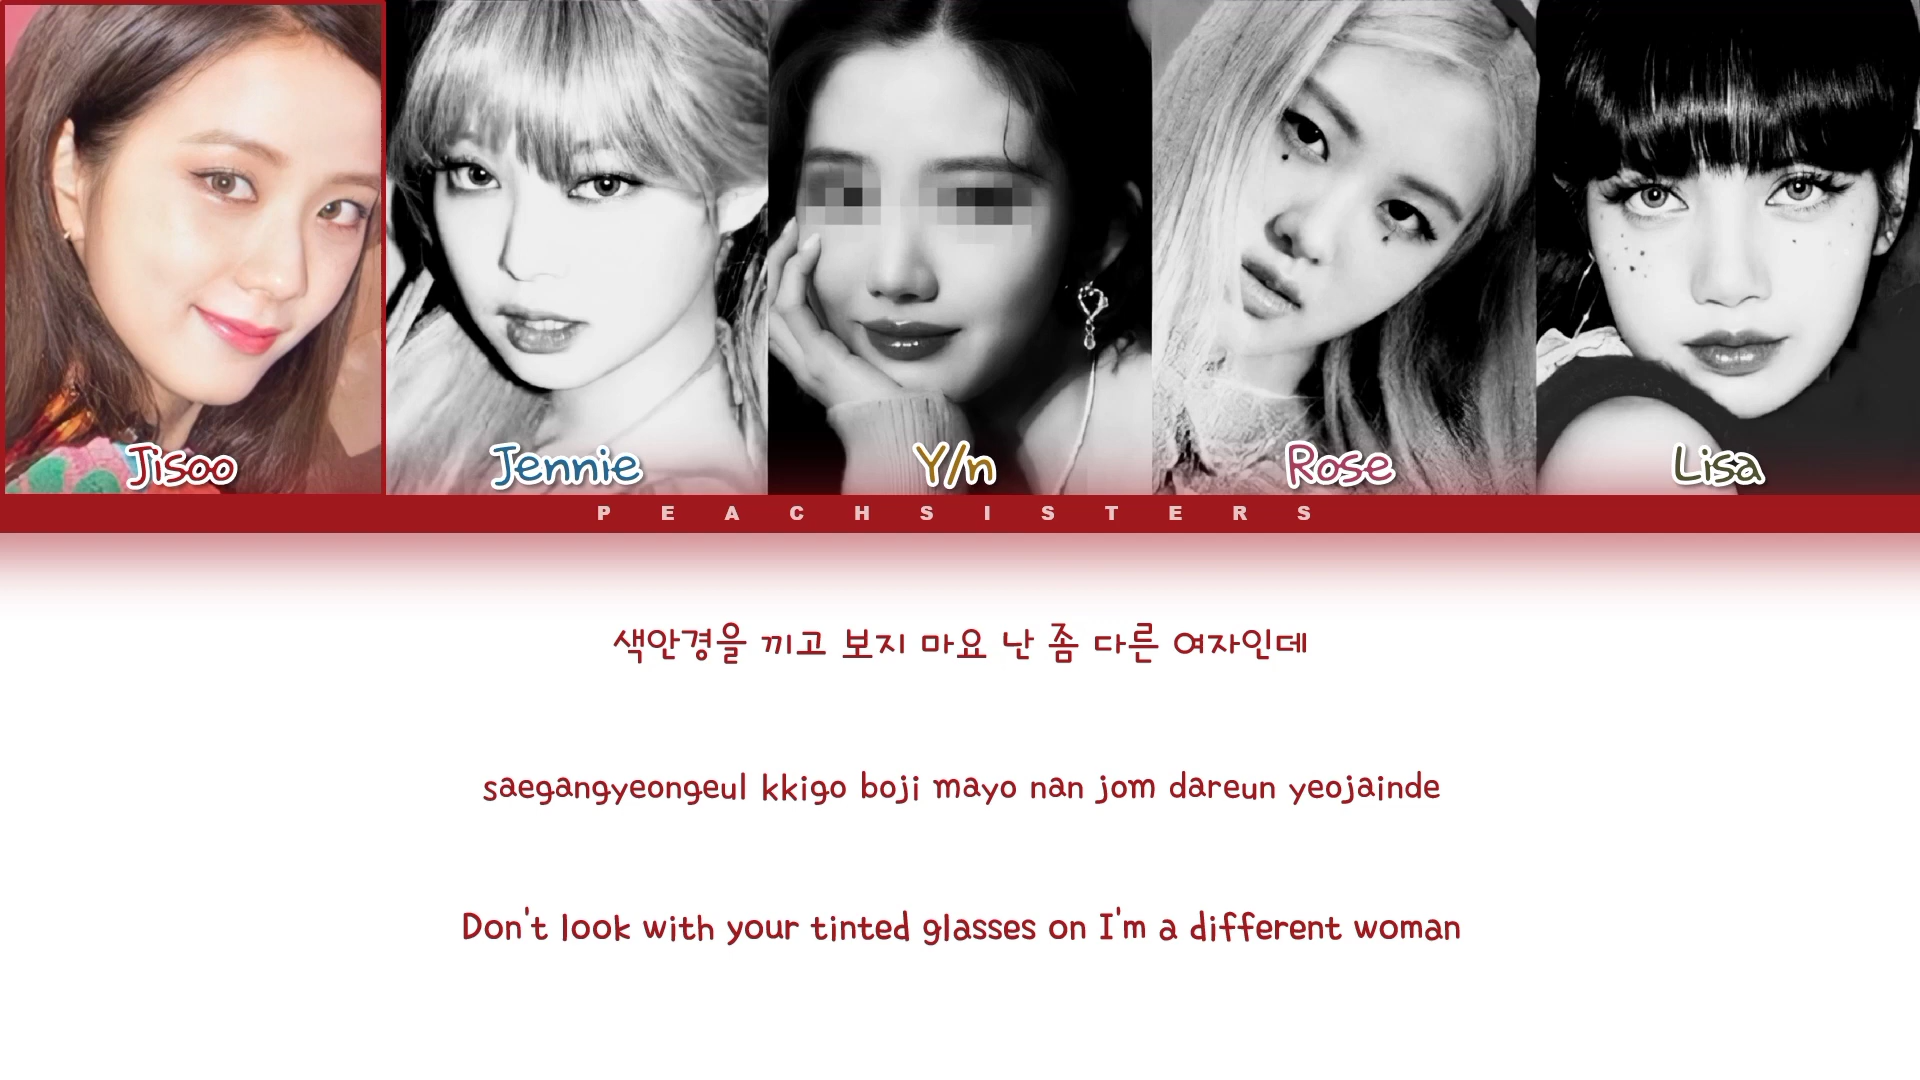 Jisoo
Jennie
Y/n
Rose
Lisa
PEACHSISTERS
색안경을 끼고 보지 마요 난 좀 다른 여자인데
saegangyeongeul kkigo boji mayo nan jom dareun yeojainde
Don't look with your tinted glasses on I'm a different woman